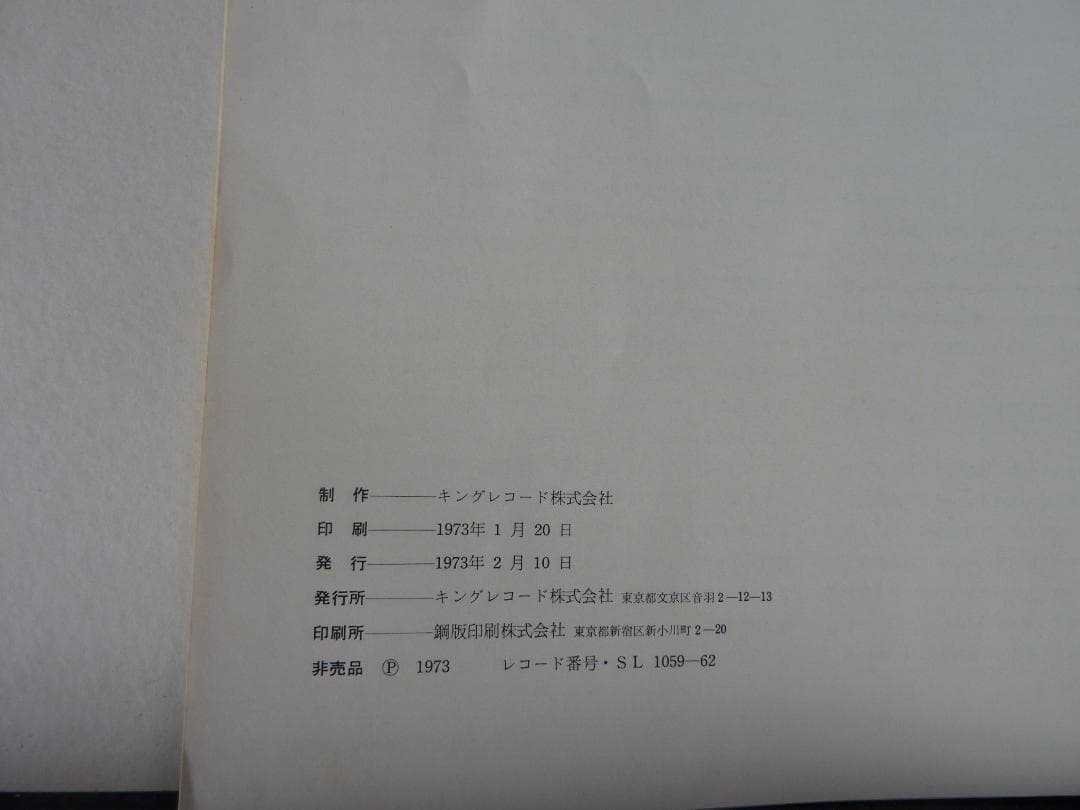 制 作────キングレコード株式会社
印 刷────1973年 1 月 20 日
発 行────1973年 2 月 10 日
発行所────キングレコード株式会社 東京都文京区音羽2―12―13
印刷所────鋼版印刷株式会社 東京都新宿区新小川町2―20
非売品 Ⓟ 1973 レコード番号・SL 1059―62